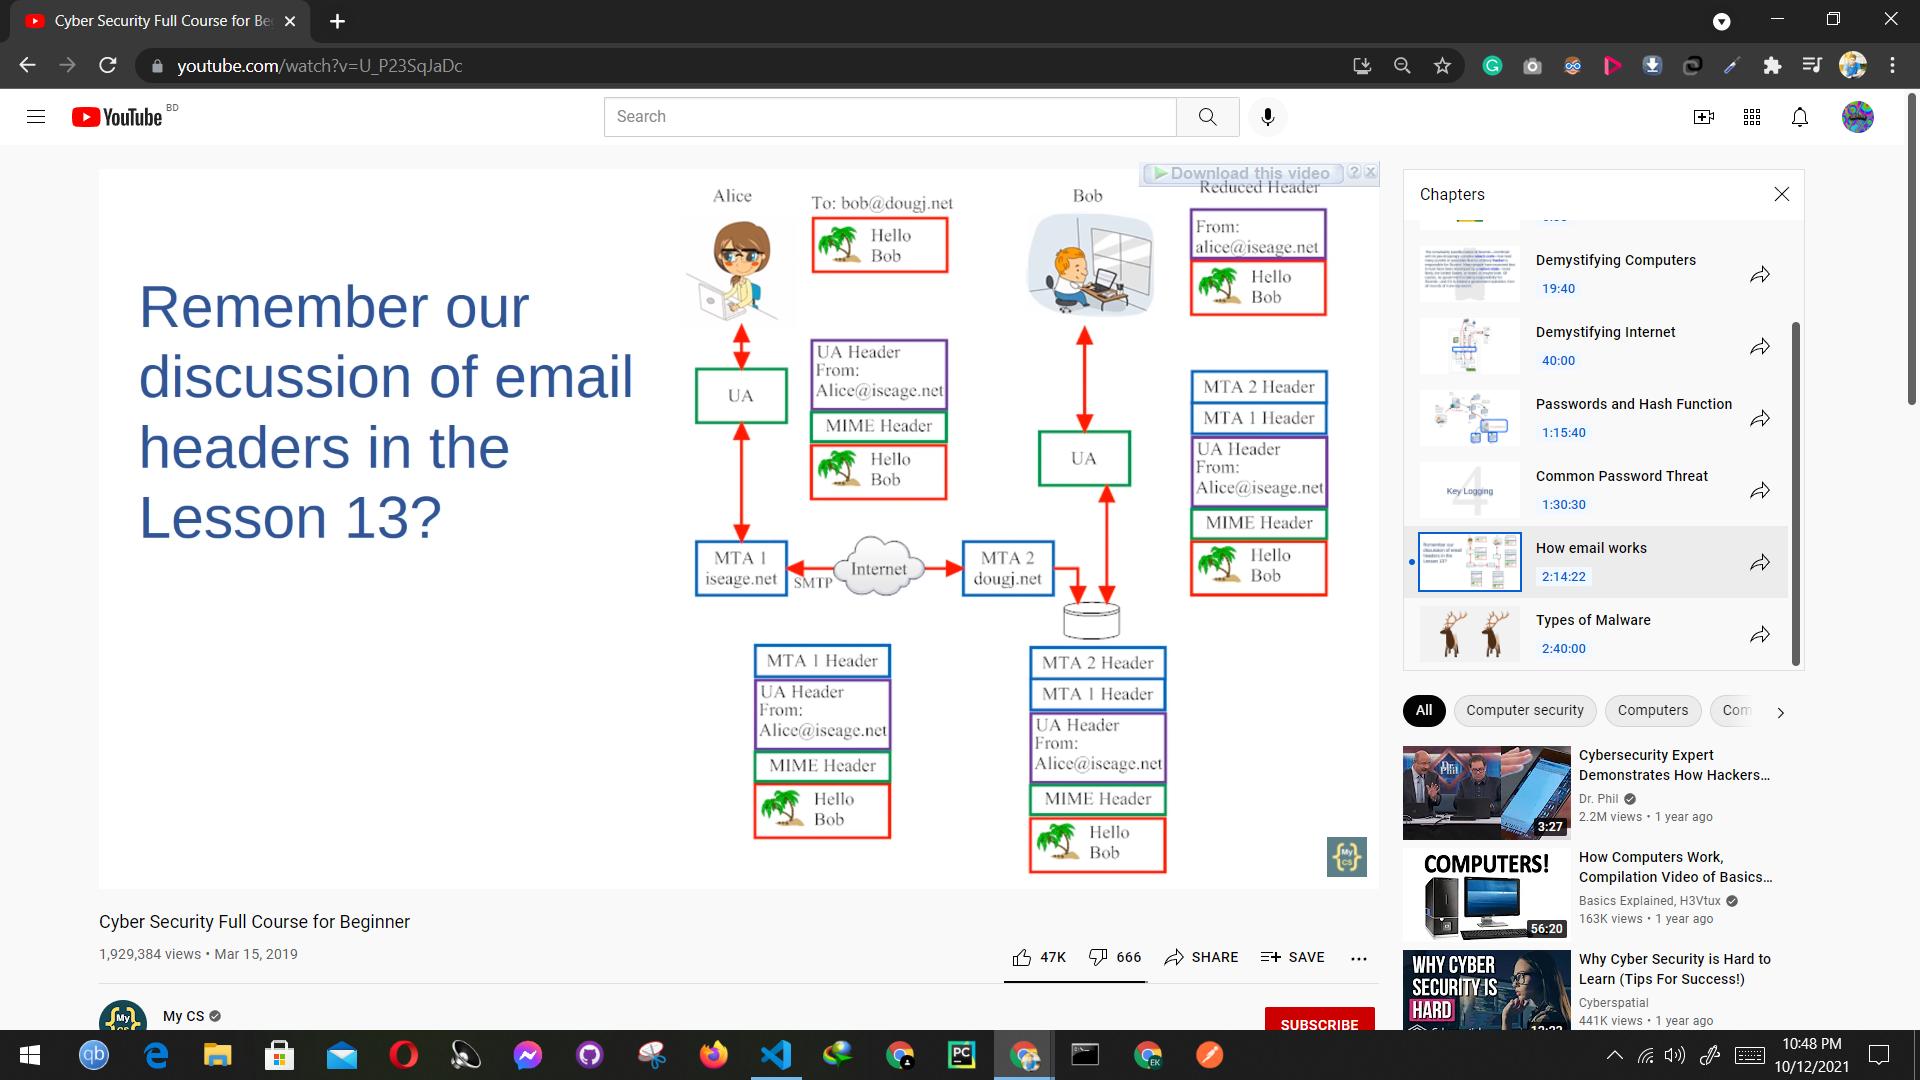 Cyber Security Full Course for Be
youtube.com/watch?v=U_P23SqJaDc
YouTube BD
Search
Download this video
Remember our
discussion of email
headers in the
Lesson 13?
Alice
To: bob@dougj.net
Hello
Bob
UA
UA Header
From:
Alice@iseage.net
MIME Header
Hello
Bob
MTA 1
iseage.net
SMTP
Internet
MTA 2
dougj.net
MTA 1 Header
UA Header
From:
Alice@iseage.net
MIME Header
Hello
Bob
Bob
UA
Reduced Header
From:
alice@iseage.net
Hello
Bob
MTA 2 Header
MTA 1 Header
UA Header
From:
Alice@iseage.net
MIME Header
Hello
Bob
MTA 2 Header
MTA 1 Header
UA Header
From:
Alice@iseage.net
MIME Header
Hello
Bob
My
CS
Cyber Security Full Course for Beginner
1,929,384 views • Mar 15, 2019
47K
666
SHARE
SAVE
My CS
SUBSCRIBE
Chapters
Demystifying Computers
19:40
Demystifying Internet
40:00
Passwords and Hash Function
1:15:40
Key Logging
Common Password Threat
1:30:30
How email works
2:14:22
Types of Malware
2:40:00
All
Computer security
Computers
Com
Cybersecurity Expert
Demonstrates How Hackers...
Dr. Phil
2.2M views • 1 year ago
3:27
COMPUTERS!
56:20
How Computers Work,
Compilation Video of Basics...
Basics Explained, H3Vtux
163K views • 1 year ago
WHY CYBER
SECURITY IS
HARD
Why Cyber Security is Hard to
Learn (Tips For Success!)
Cyberspatial
441K views • 1 year ago
10:48 PM
10/12/2021